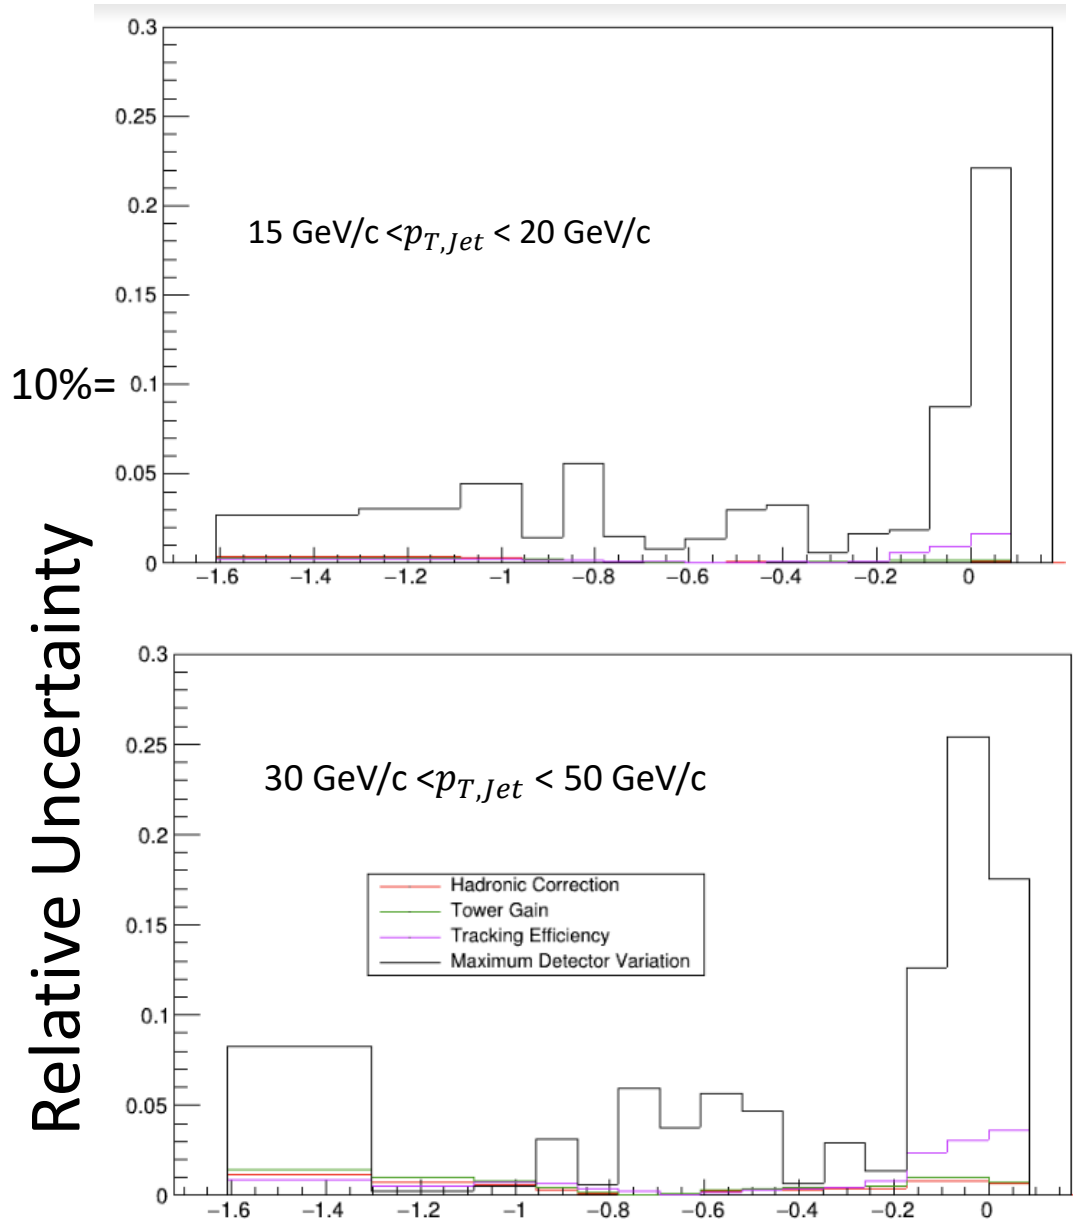 0.3
0.25
0.2
15 GeV/c <p_{T,Jet} < 20 GeV/c
0.15
10%= 0.1
0.05
0
−1.6 −1.4 −1.2 −1 −0.8 −0.6 −0.4 −0.2 0
Relative Uncertainty
0.3
0.25
30 GeV/c <p_{T,Jet} < 50 GeV/c
0.2
Hadronic Correction
Tower Gain
Tracking Efficiency
Maximum Detector Variation
0.15
0.1
0.05
0
−1.6 −1.4 −1.2 −1 −0.8 −0.6 −0.4 −0.2 0